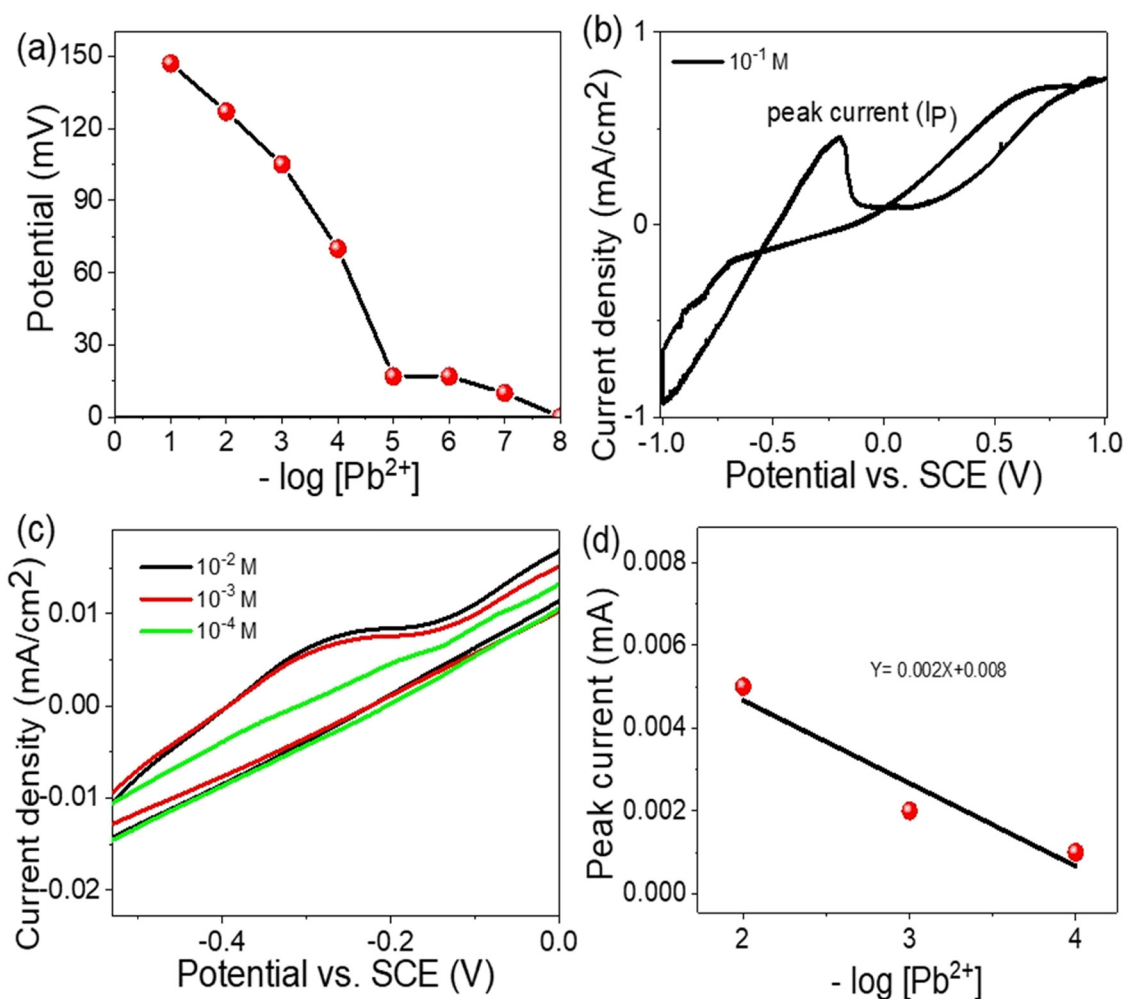 (a)
150
120
90
60
30
0
Potential (mV)
0 1 2 3 4 5 6 7 8
- log [Pb²⁺]
(b)
10⁻¹ M
peak current (IP)
1
0
-1
Current density (mA/cm²)
-1.0 -0.5 0.0 0.5 1.0
Potential vs. SCE (V)
(c)
10⁻² M
10⁻³ M
10⁻⁴ M
0.01
0.00
-0.01
-0.02
Current density (mA/cm²)
-0.4 -0.2 0.0
Potential vs. SCE (V)
(d)
0.008
0.006
0.004
0.002
0.000
Peak current (mA)
Y= 0.002X+0.008
2 3 4
- log [Pb²⁺]